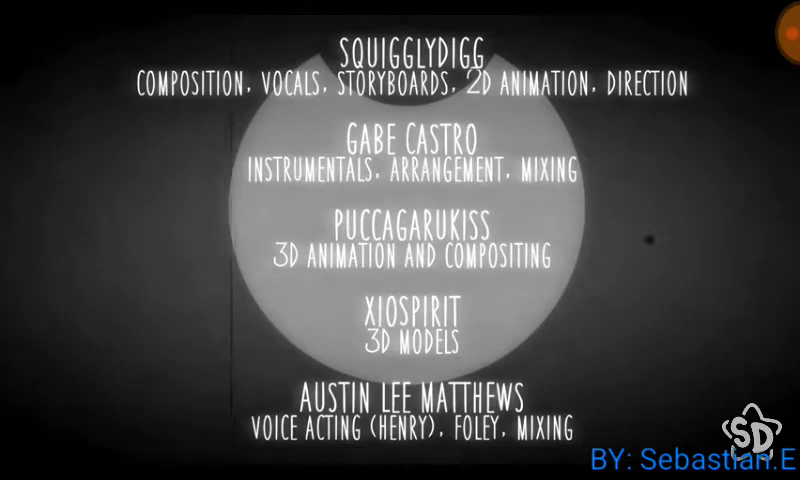 SQUIGGLYDIGG
COMPOSITION, VOCALS, STORYBOARDS, 2D ANIMATION, DIRECTION
GABE CASTRO
INSTRUMENTALS, ARRANGEMENT, MIXING
PUCCAGARUKISS
3D ANIMATION AND COMPOSITING
XIOSPIRIT
3D MODELS
AUSTIN LEE MATTHEWS
VOICE ACTING (HENRY), FOLEY, MIXING
SD
BY: Sebastian.E